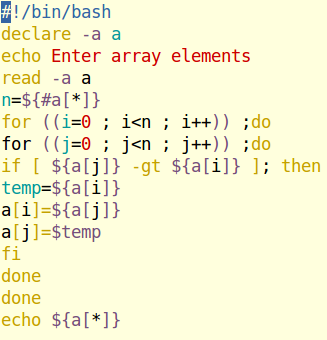 #!/bin/bash
declare -a a
echo Enter array elements
read -a a
n=${#a[*]}
for ((i=0 ; i<n ; i++)) ;do
for ((j=0 ; j<n ; j++)) ;do
if [ ${a[j]} -gt ${a[i]} ]; then
temp=${a[i]}
a[i]=${a[j]}
a[j]=$temp
fi
done
done
echo ${a[*]}